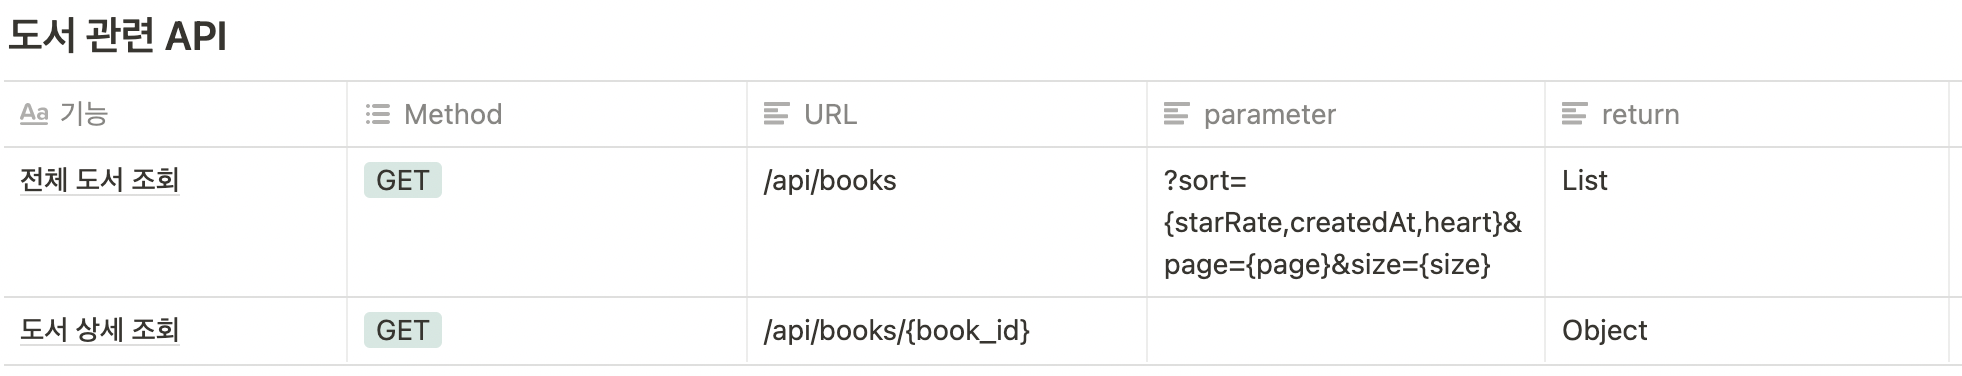 도서 관련 API
Aa 기능 Method URL parameter return
전체 도서 조회 GET /api/books ?sort= List
{starRate,createdAt,heart}&
page={page}&size={size}
도서 상세 조회 GET /api/books/{book_id} Object